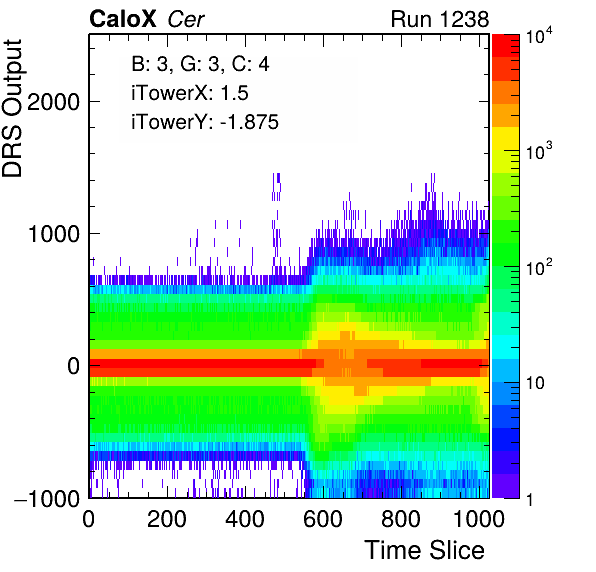 CaloX Cer Run 1238
B: 3, G: 3, C: 4
iTowerX: 1.5
iTowerY: -1.875
DRS Output
2000
1000
0
−1000
0 200 400 600 800 1000
Time Slice
10^4
10^3
10^2
10
1